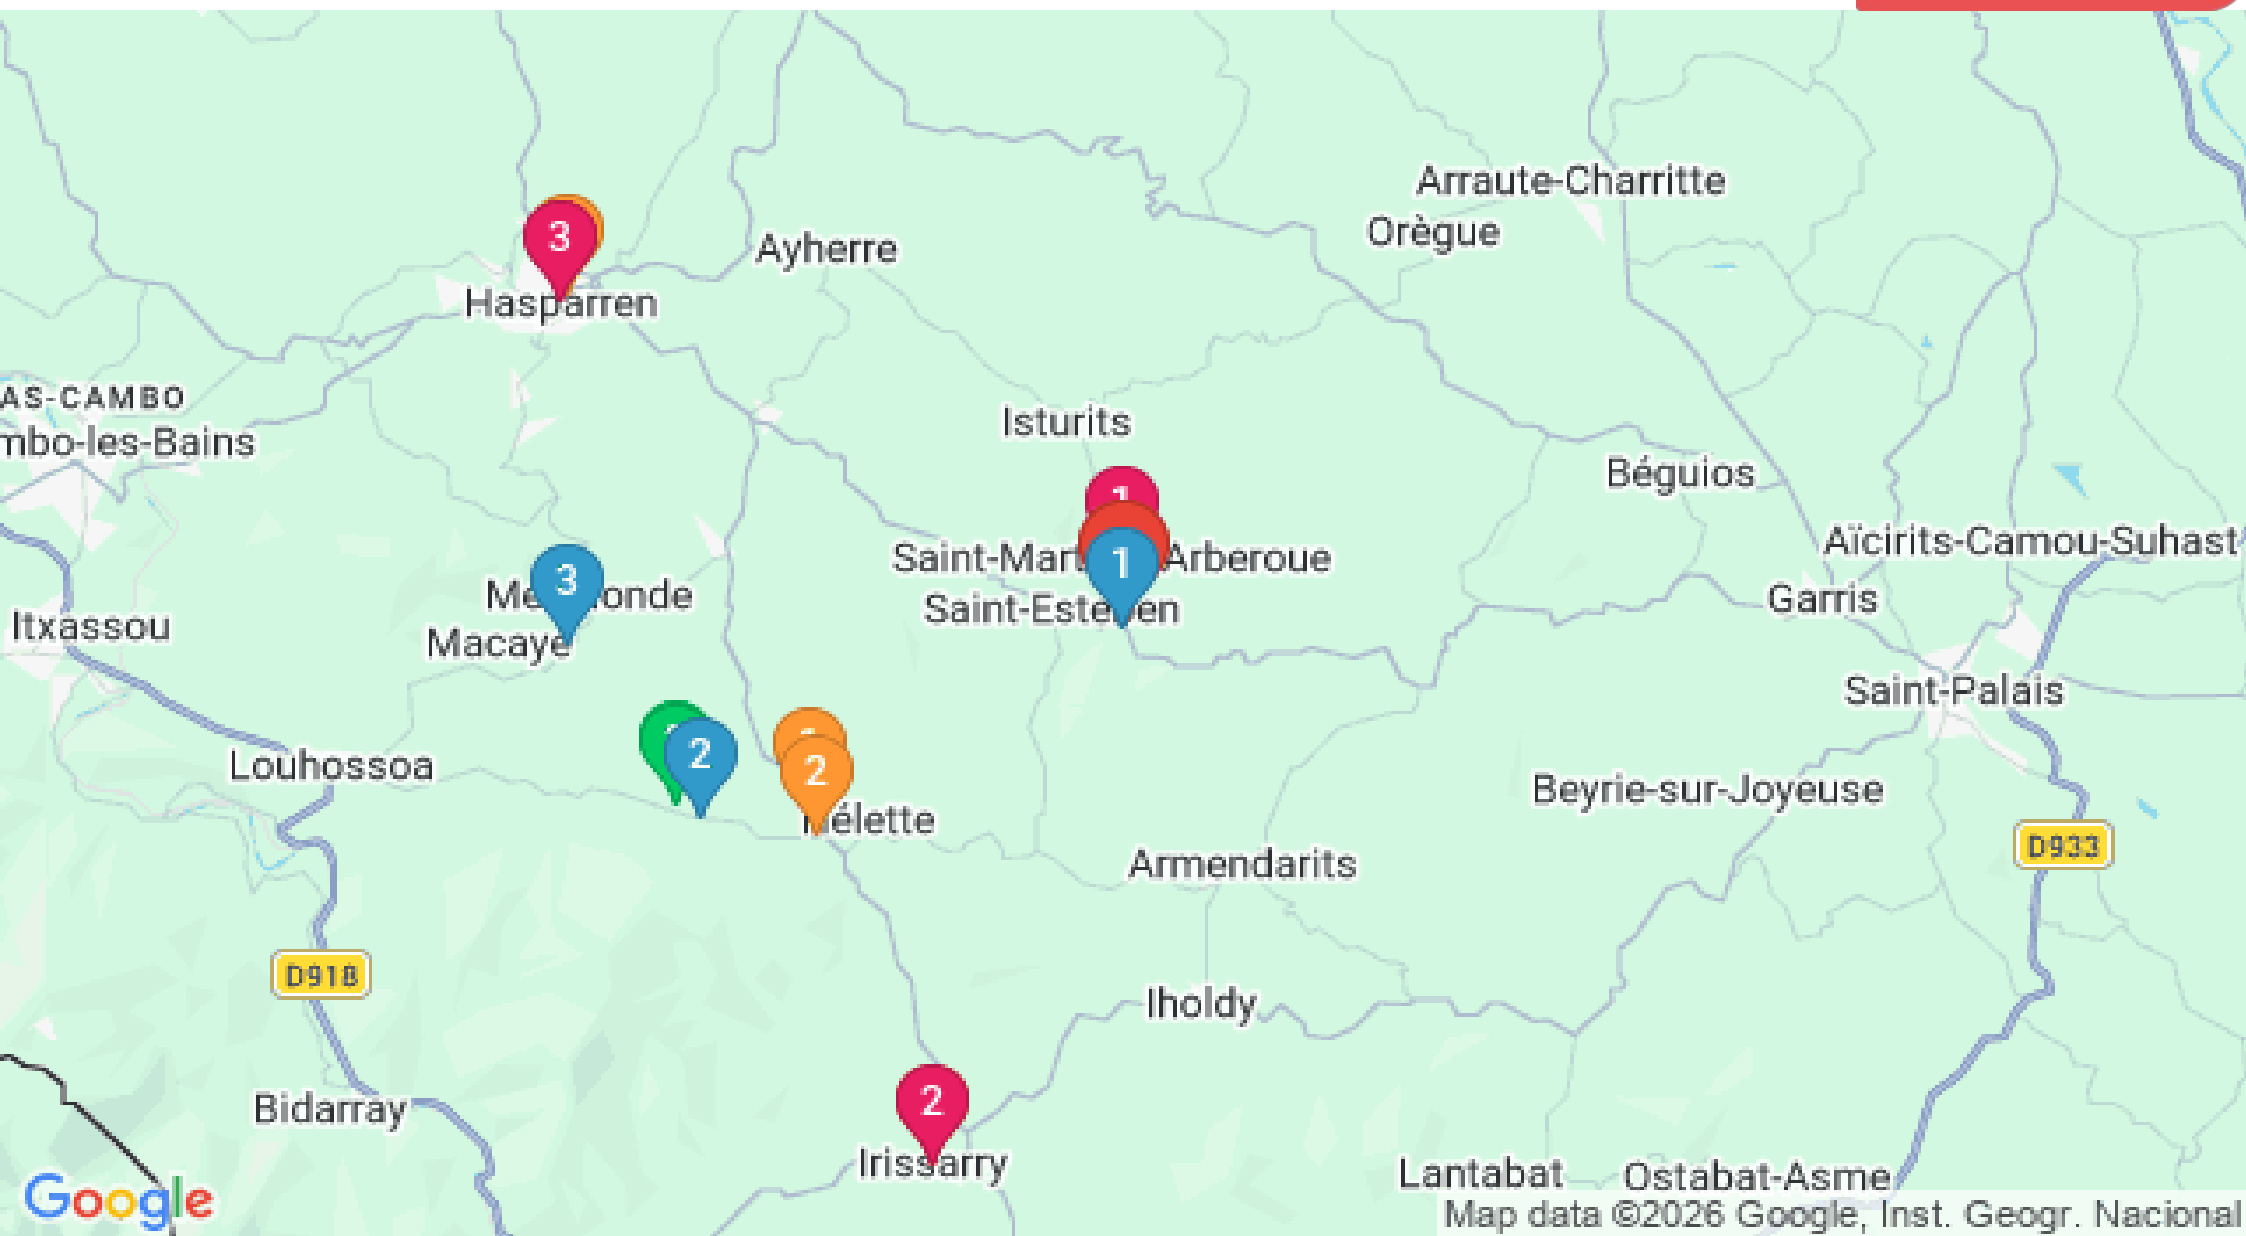 Arraute-Charritte
Orègue
3
Ayherre
Hasparren
AS-CAMBO
mbo-les-Bains
Isturits
Béguios
1
Saint-Mart Arberoue
Aïcirits-Camou-Suhast
1
3
Me onde
Saint-Este en
Garris
Itxassou
Macaye
Saint-Palais
2
2
Louhossoa
Beyrie-sur-Joyeuse
élette
D933
Armendarits
D918
Iholdy
2
Bidarray
Irissarry
Lantabat
Ostabat-Asme
Google
Map data ©2026 Google, Inst. Geogr. Nacional